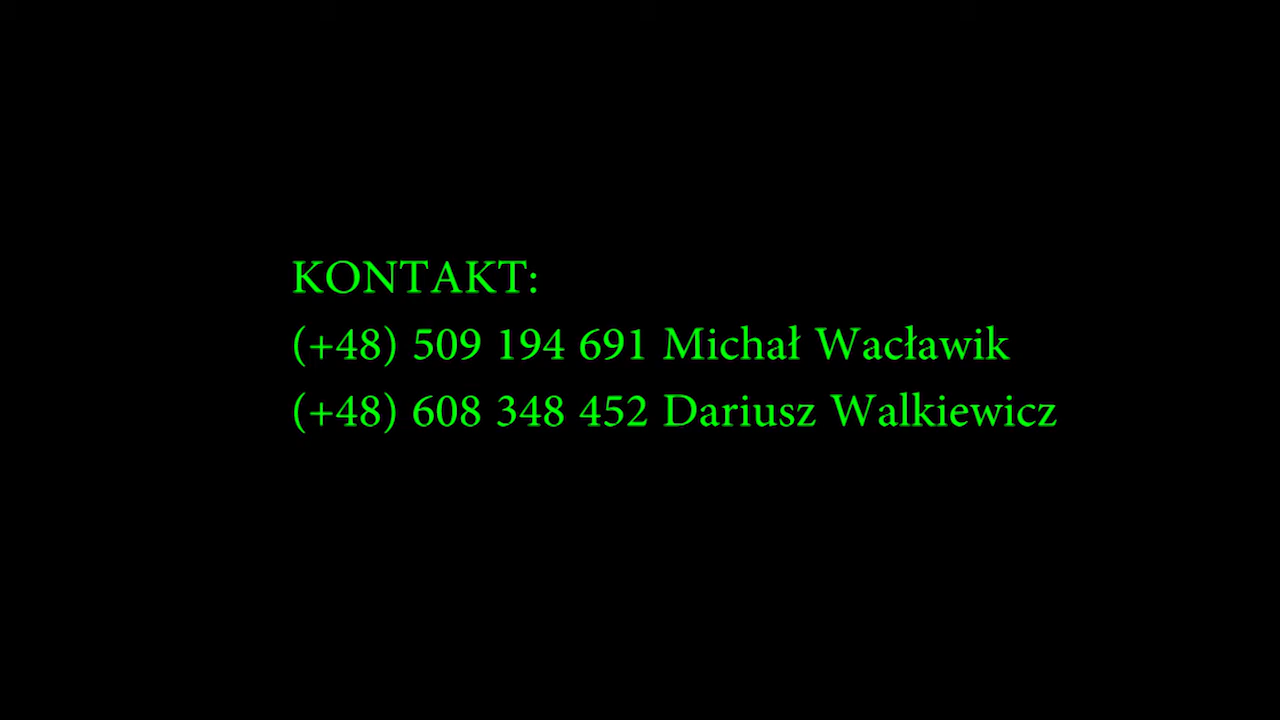 KONTAKT:
(+48) 509 194 691 Michał Wacławik
(+48) 608 348 452 Dariusz Walkiewicz